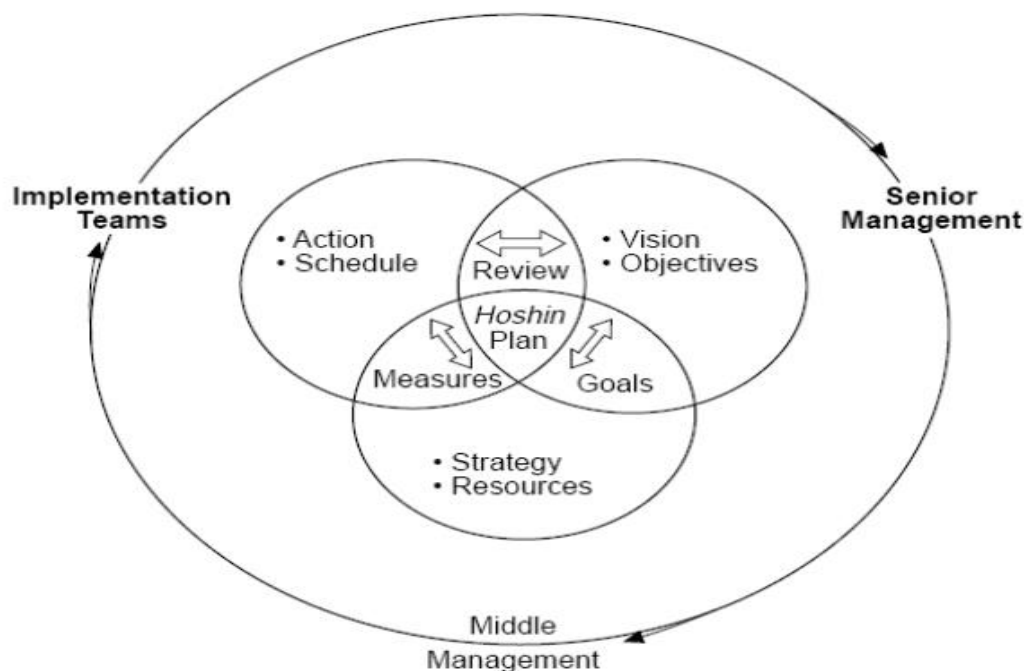 Implementation
Teams
Senior
Management
• Action
• Schedule
Review
• Vision
• Objectives
Hoshin
Plan
Measures
Goals
• Strategy
• Resources
Middle
Management